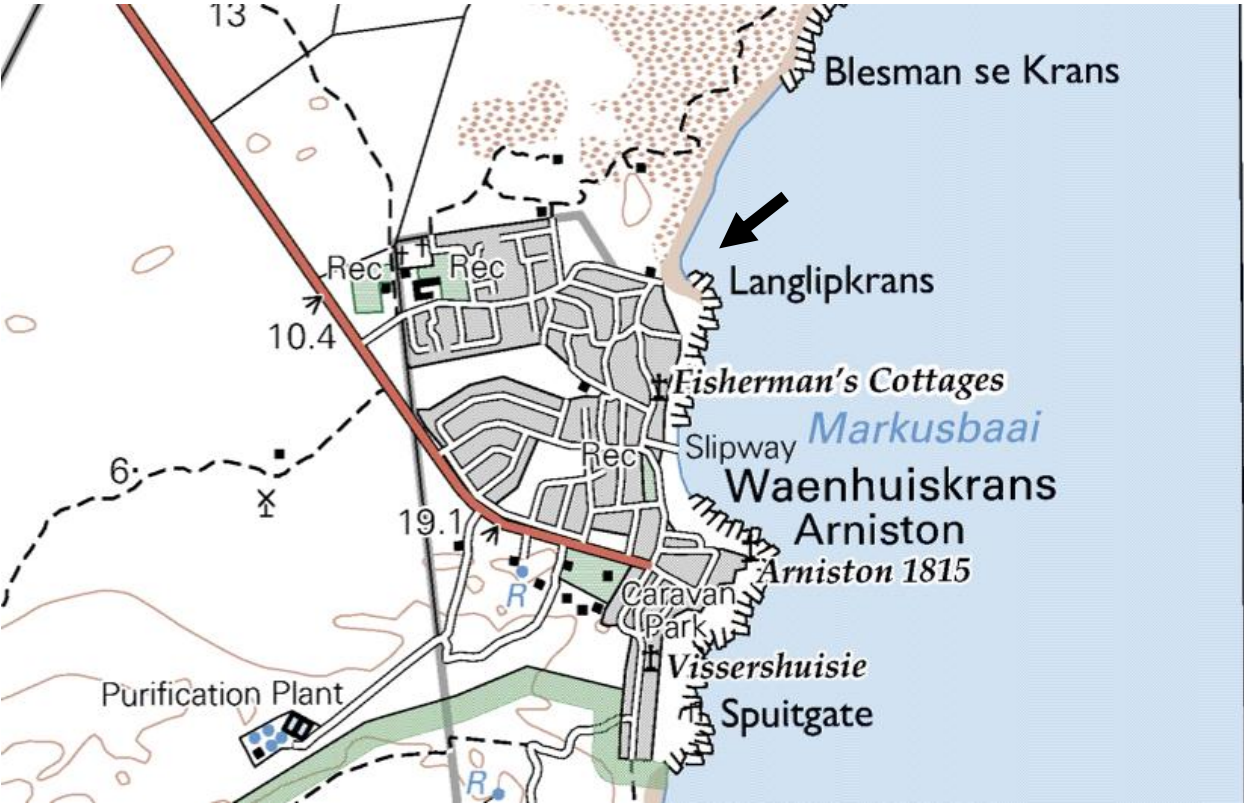 13
Blesman se Krans
Rec
Rec
Langlipkrans
10.4
Fisherman's Cottages
Markusbaai
Rec
Slipway
6
Waenhuiskrans
Arniston
19.1
Arniston 1815
R
Caravan
Park
Vissershuisie
Purification Plant
Spuitgate
R